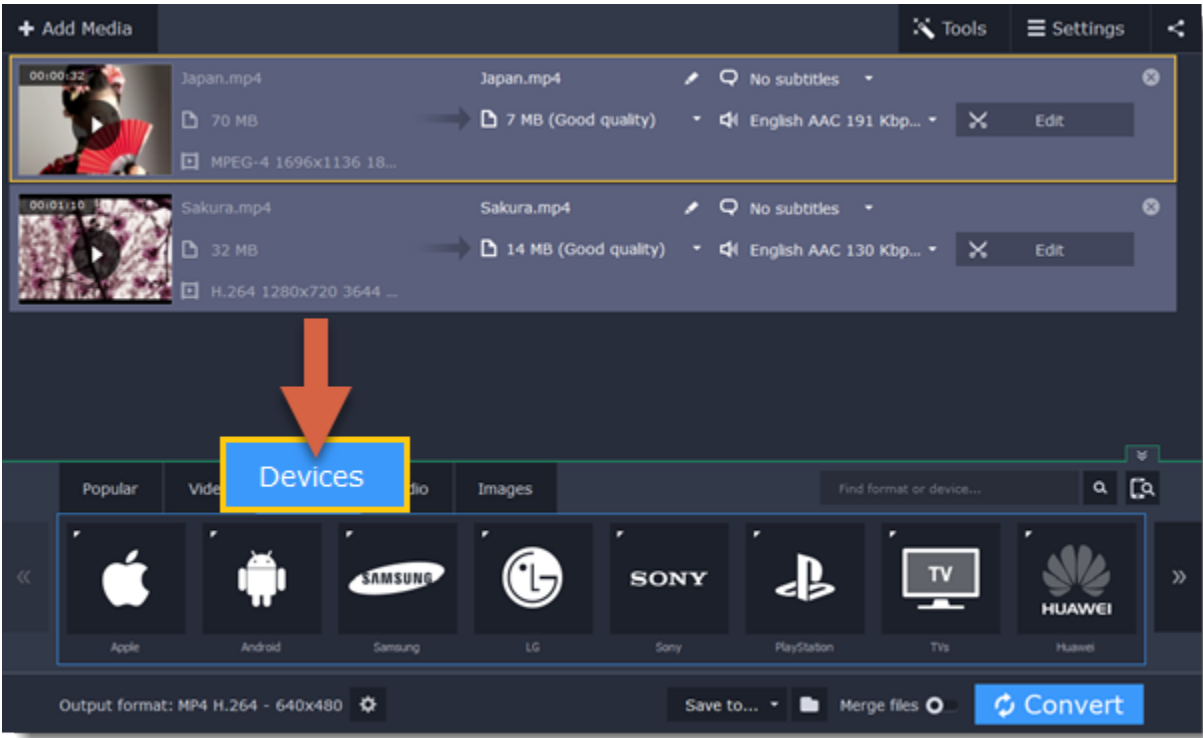 Add Media
Tools
Settings
00:00:32
Japan.mp4
Japan.mp4
No subtitles
70 MB
7 MB (Good quality)
English AAC 191 Kbp...
Edit
MPEG-4 1696x1136 18...
00:01:10
Sakura.mp4
Sakura.mp4
No subtitles
32 MB
14 MB (Good quality)
English AAC 130 Kbp...
Edit
H.264 1280x720 3644 ...
Popular
Vide
Devices
dio
Images
Find format or device...
SAMSUNG
LG
SONY
TV
HUAWEI
Apple
Android
Samsung
LG
Sony
PlayStation
TVs
Huawei
Output format: MP4 H.264 - 640x480
Save to...
Merge files
Convert